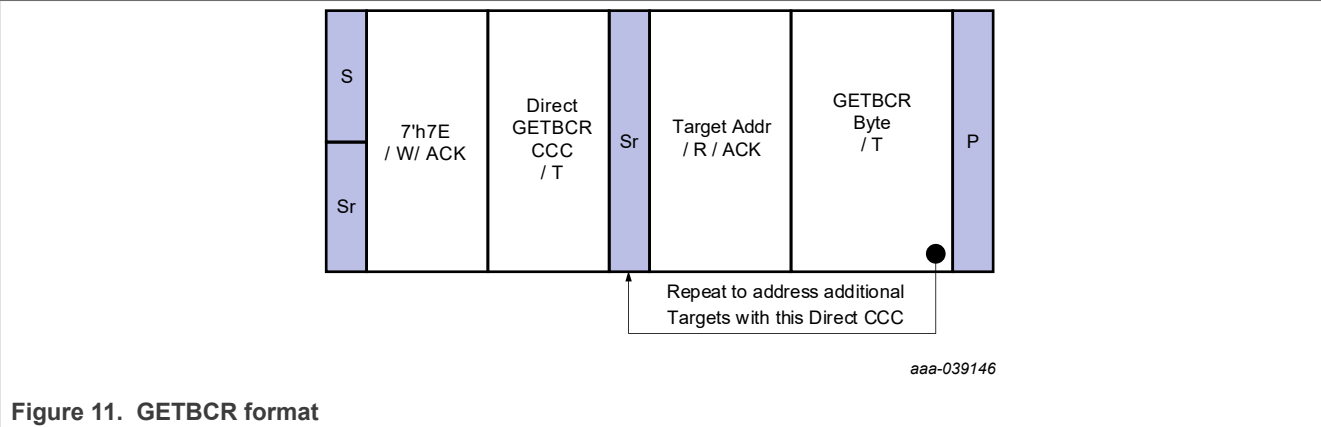 S
Sr
7'h7E
/ W/ ACK
Direct
GETBCR
CCC
/ T
Sr
Target Addr
/ R / ACK
GETBCR
Byte
/ T
P
Repeat to address additional
Targets with this Direct CCC
aaa-039146
Figure 11. GETBCR format